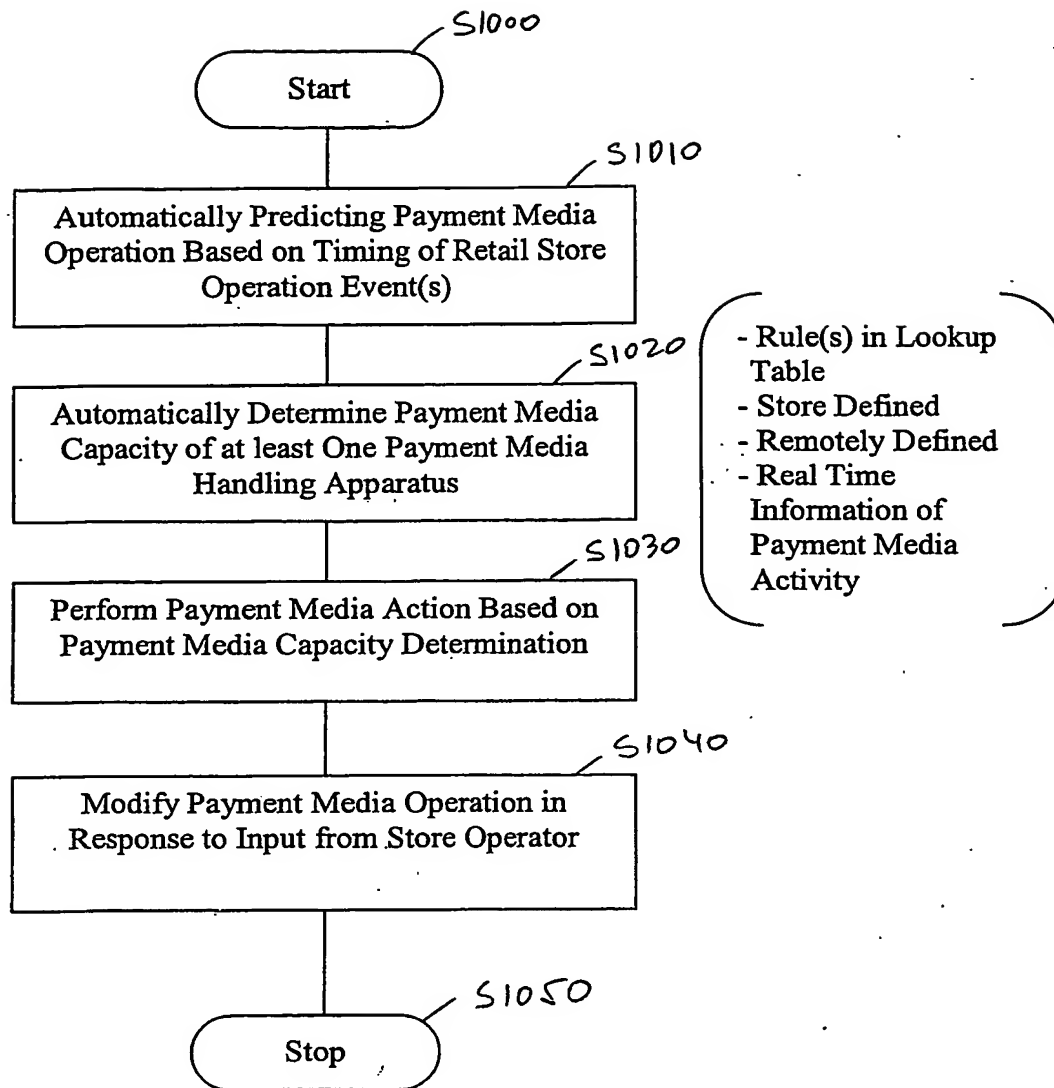 S1000
Start
S1010
Automatically Predicting Payment Media
Operation Based on Timing of Retail Store
Operation Event(s)
S1020
Automatically Determine Payment Media
Capacity of at least One Payment Media
Handling Apparatus
- Rule(s) in Lookup
Table
- Store Defined
- Remotely Defined
- Real Time
Information of
Payment Media
Activity
S1030
Perform Payment Media Action Based on
Payment Media Capacity Determination
S1040
Modify Payment Media Operation in
Response to Input from Store Operator
S1050
Stop